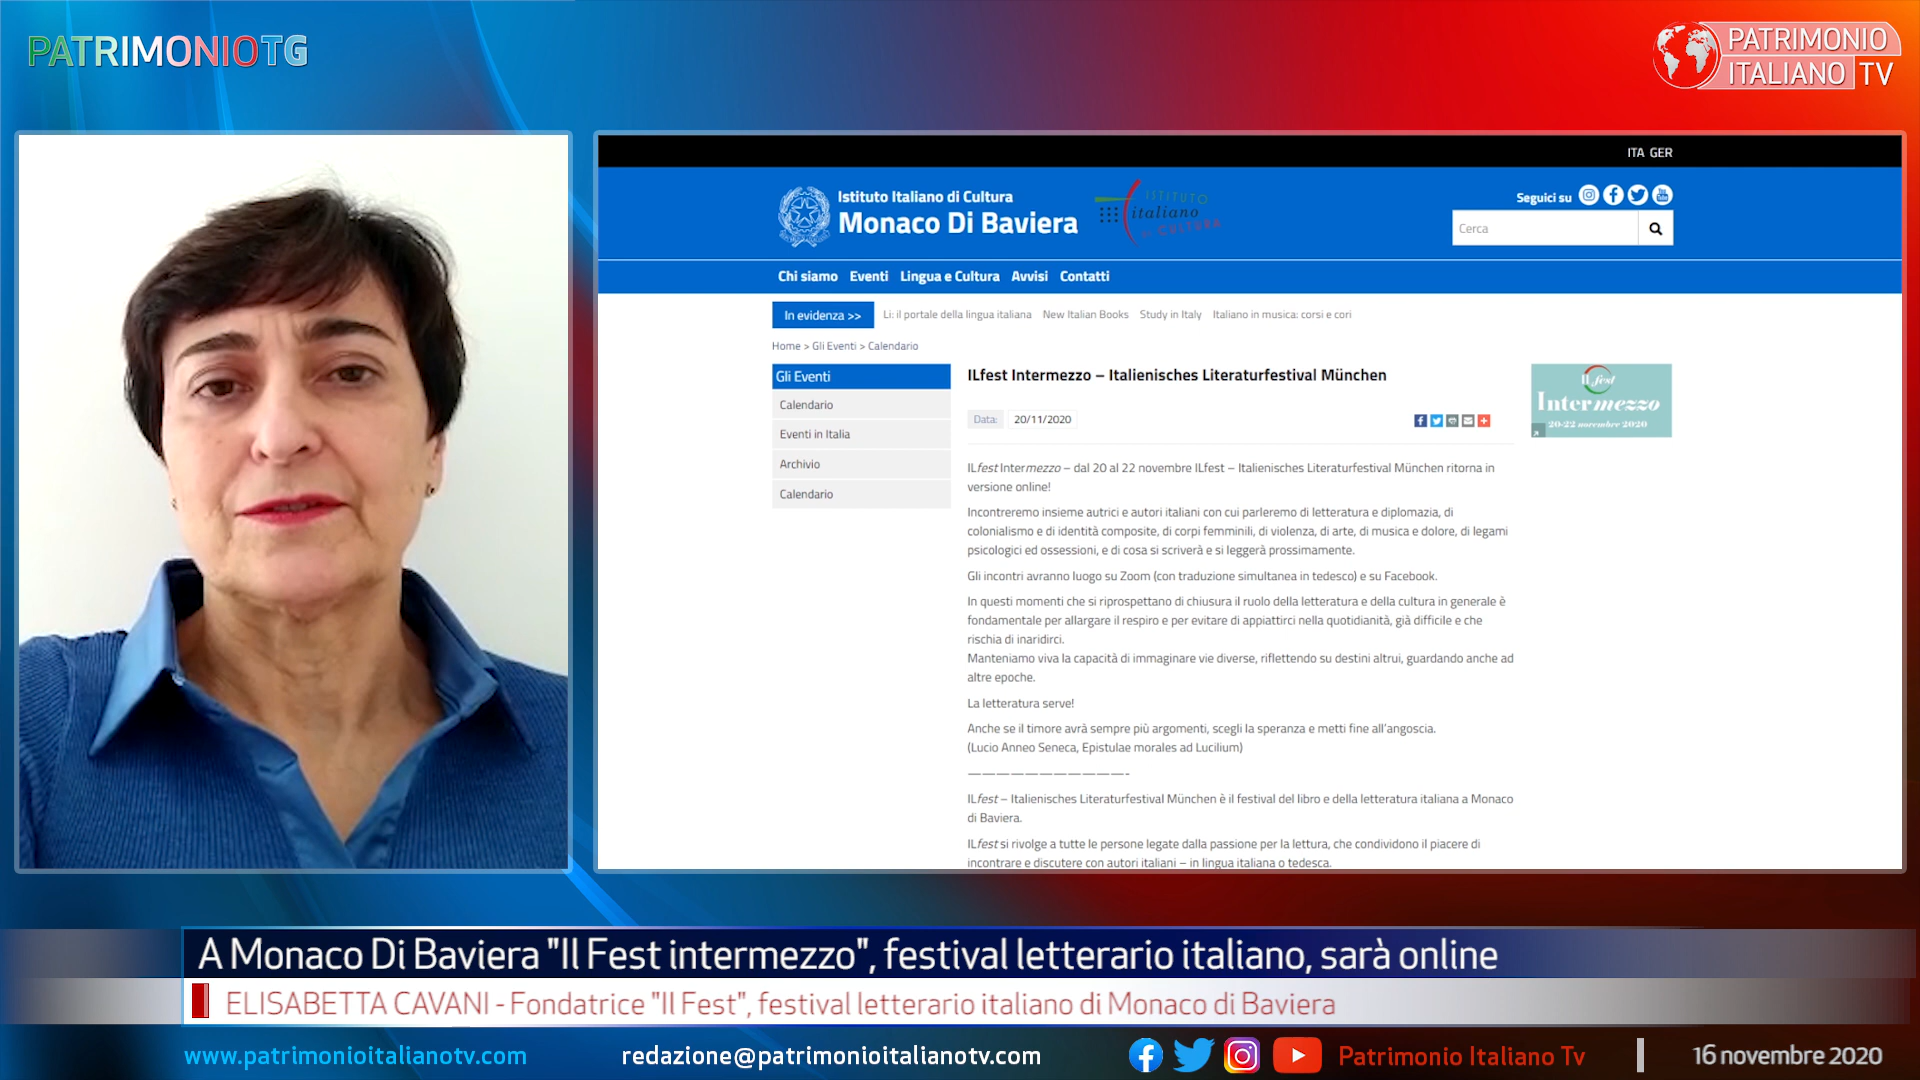 PATRIMONIOTG
PATRIMONIO
ITALIANO TV
ITA GER
Istituto Italiano di Cultura
Monaco Di Baviera
ISTITUTO
italiano
di CULTURA
Seguici su
Cerca
Chi siamo Eventi Lingua e Cultura Avvisi Contatti
In evidenza >> Li: il portale della lingua italiana New Italian Books Study in Italy Italiano in musica: corsi e cori
Home > Gli Eventi > Calendario
Gli Eventi
Calendario
Eventi in Italia
Archivio
Calendario
ILfest Intermezzo – Italienisches Literaturfestival München
Data: 20/11/2020
ILfest Intermezzo – dal 20 al 22 novembre ILfest – Italienisches Literaturfestival München ritorna in
versione online!
Incontreremo insieme autrici e autori italiani con cui parleremo di letteratura e diplomazia, di
colonialismo e di identità composite, di corpi femminili, di violenza, di arte, di musica e dolore, di legami
psicologici ed ossessioni, e di cosa si scriverà e si leggerà prossimamente.
Gli incontri avranno luogo su Zoom (con traduzione simultanea in tedesco) e su Facebook.
In questi momenti che si riprospettano di chiusura il ruolo della letteratura e della cultura in generale è
fondamentale per allargare il respiro e per evitare di appiattirci nella quotidianità, già difficile e che
rischia di inaridirci.
Manteniamo viva la capacità di immaginare vie diverse, riflettendo su destini altrui, guardando anche ad
altre epoche.
La letteratura serve!
Anche se il timore avrà sempre più argomenti, scegli la speranza e metti fine all'angoscia.
(Lucio Anneo Seneca, Epistulae morales ad Lucilium)
———————————-
ILfest – Italienisches Literaturfestival München è il festival del libro e della letteratura italiana a Monaco
di Baviera.
ILfest si rivolge a tutte le persone legate dalla passione per la lettura, che condividono il piacere di
incontrare e discutere con autori italiani – in lingua italiana o tedesca.
ILfest
Intermezzo
20-22 novembre 2020
A Monaco Di Baviera "Il Fest intermezzo", festival letterario italiano, sarà online
ELISABETTA CAVANI - Fondatrice "Il Fest", festival letterario italiano di Monaco di Baviera
www.patrimonioitalianotv.com redazione@patrimonioitalianotv.com Patrimonio Italiano Tv 16 novembre 2020